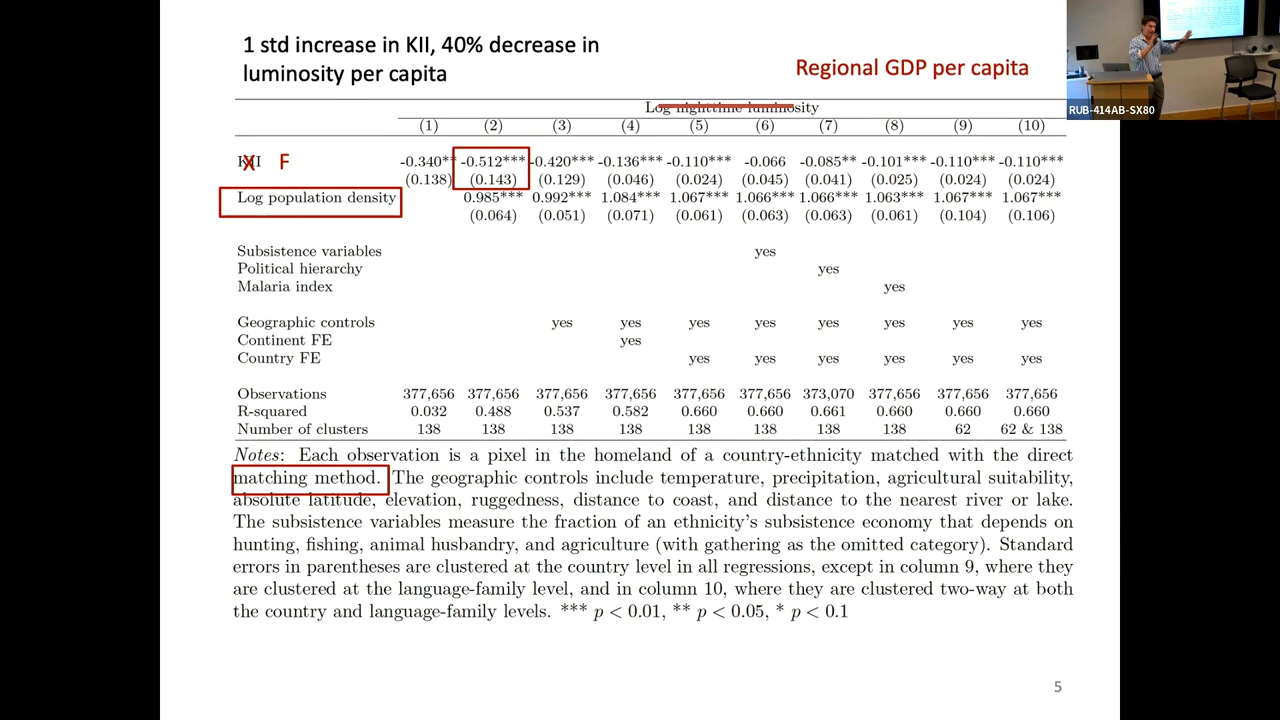 1 std increase in KII, 40% decrease in
luminosity per capita
Regional GDP per capita
RUB-414AB-SX80
Log nighttime luminosity
(1) (2) (3) (4) (5) (6) (7) (8) (9) (10)
KII F -0.340** -0.512*** -0.420*** -0.136*** -0.110*** -0.066 -0.085** -0.101*** -0.110*** -0.110***
(0.138) (0.143) (0.129) (0.046) (0.024) (0.045) (0.041) (0.025) (0.024) (0.024)
Log population density 0.985*** 0.992*** 1.084*** 1.067*** 1.066*** 1.066*** 1.063*** 1.067*** 1.067***
(0.064) (0.051) (0.071) (0.061) (0.063) (0.063) (0.061) (0.104) (0.106)
Subsistence variables yes
Political hierarchy yes
Malaria index yes
Geographic controls yes yes yes yes yes yes yes yes
Continent FE yes
Country FE yes yes yes yes yes yes
Observations 377,656 377,656 377,656 377,656 377,656 377,656 373,070 377,656 377,656 377,656
R-squared 0.032 0.488 0.537 0.582 0.660 0.660 0.661 0.660 0.660 0.660
Number of clusters 138 138 138 138 138 138 138 138 62 62 & 138
Notes: Each observation is a pixel in the homeland of a country-ethnicity matched with the direct
matching method. The geographic controls include temperature, precipitation, agricultural suitability,
absolute latitude, elevation, ruggedness, distance to coast, and distance to the nearest river or lake.
The subsistence variables measure the fraction of an ethnicity's subsistence economy that depends on
hunting, fishing, animal husbandry, and agriculture (with gathering as the omitted category). Standard
errors in parentheses are clustered at the country level in all regressions, except in column 9, where they
are clustered at the language-family level, and in column 10, where they are clustered two-way at both
the country and language-family levels. *** p < 0.01, ** p < 0.05, * p < 0.1
5